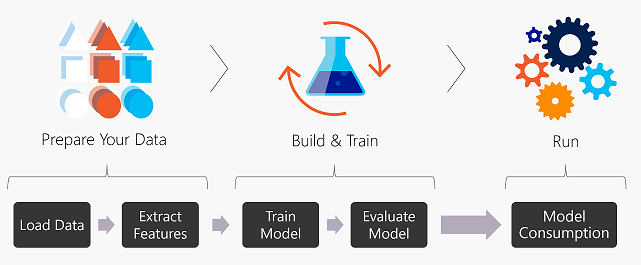 Prepare Your Data
Build & Train
Run
Load Data
Extract
Features
Train
Model
Evaluate
Model
Model
Consumption